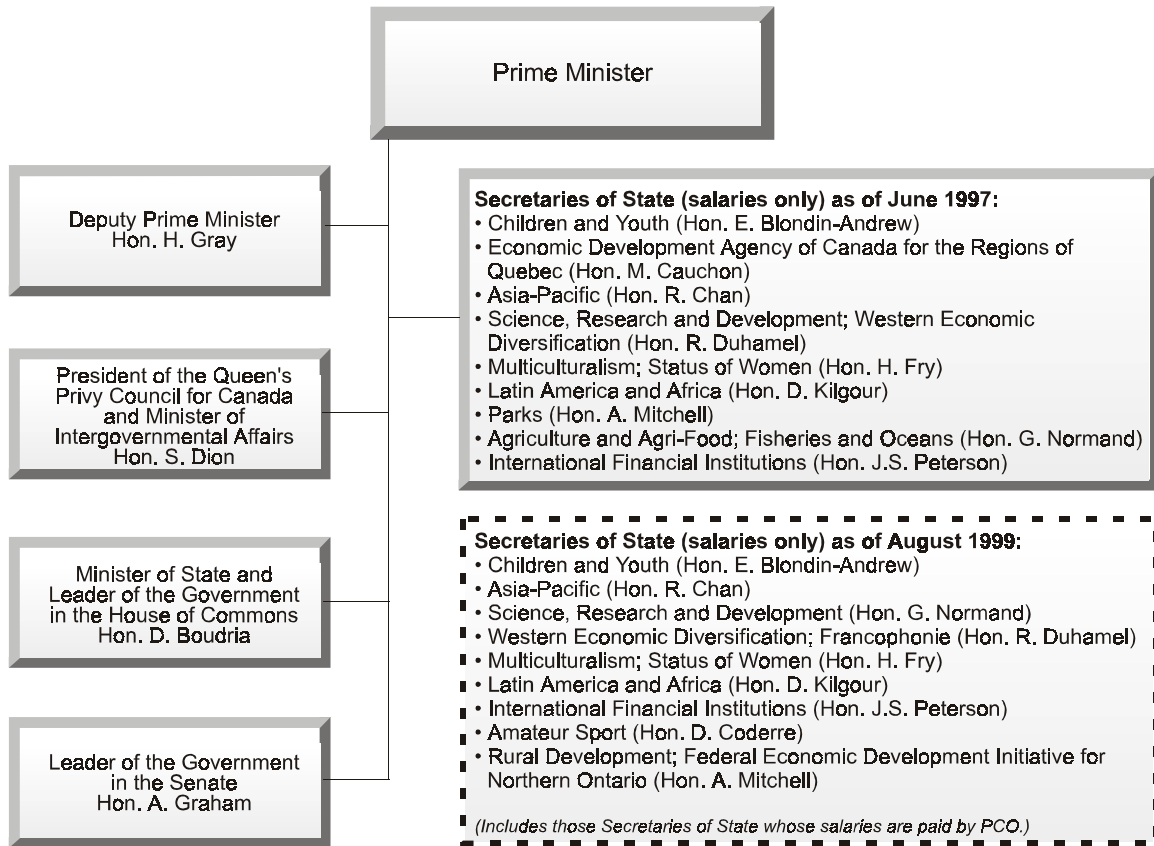 Prime Minister
Deputy Prime Minister
Hon. H. Gray
President of the Queen's
Privy Council for Canada
and Minister of
Intergovernmental Affairs
Hon. S. Dion
Minister of State and
Leader of the Government
in the House of Commons
Hon. D. Boudria
Leader of the Government
in the Senate
Hon. A. Graham
Secretaries of State (salaries only) as of June 1997:
• Children and Youth (Hon. E. Blondin-Andrew)
• Economic Development Agency of Canada for the Regions of
Quebec (Hon. M. Cauchon)
• Asia-Pacific (Hon. R. Chan)
• Science, Research and Development; Western Economic
Diversification (Hon. R. Duhamel)
• Multiculturalism; Status of Women (Hon. H. Fry)
• Latin America and Africa (Hon. D. Kilgour)
• Parks (Hon. A. Mitchell)
• Agriculture and Agri-Food; Fisheries and Oceans (Hon. G. Normand)
• International Financial Institutions (Hon. J.S. Peterson)
Secretaries of State (salaries only) as of August 1999:
• Children and Youth (Hon. E. Blondin-Andrew)
• Asia-Pacific (Hon. R. Chan)
• Science, Research and Development (Hon. G. Normand)
• Western Economic Diversification; Francophonie (Hon. R. Duhamel)
• Multiculturalism; Status of Women (Hon. H. Fry)
• Latin America and Africa (Hon. D. Kilgour)
• International Financial Institutions (Hon. J.S. Peterson)
• Amateur Sport (Hon. D. Coderre)
• Rural Development; Federal Economic Development Initiative for
Northern Ontario (Hon. A. Mitchell)
(Includes those Secretaries of State whose salaries are paid by PCO.)